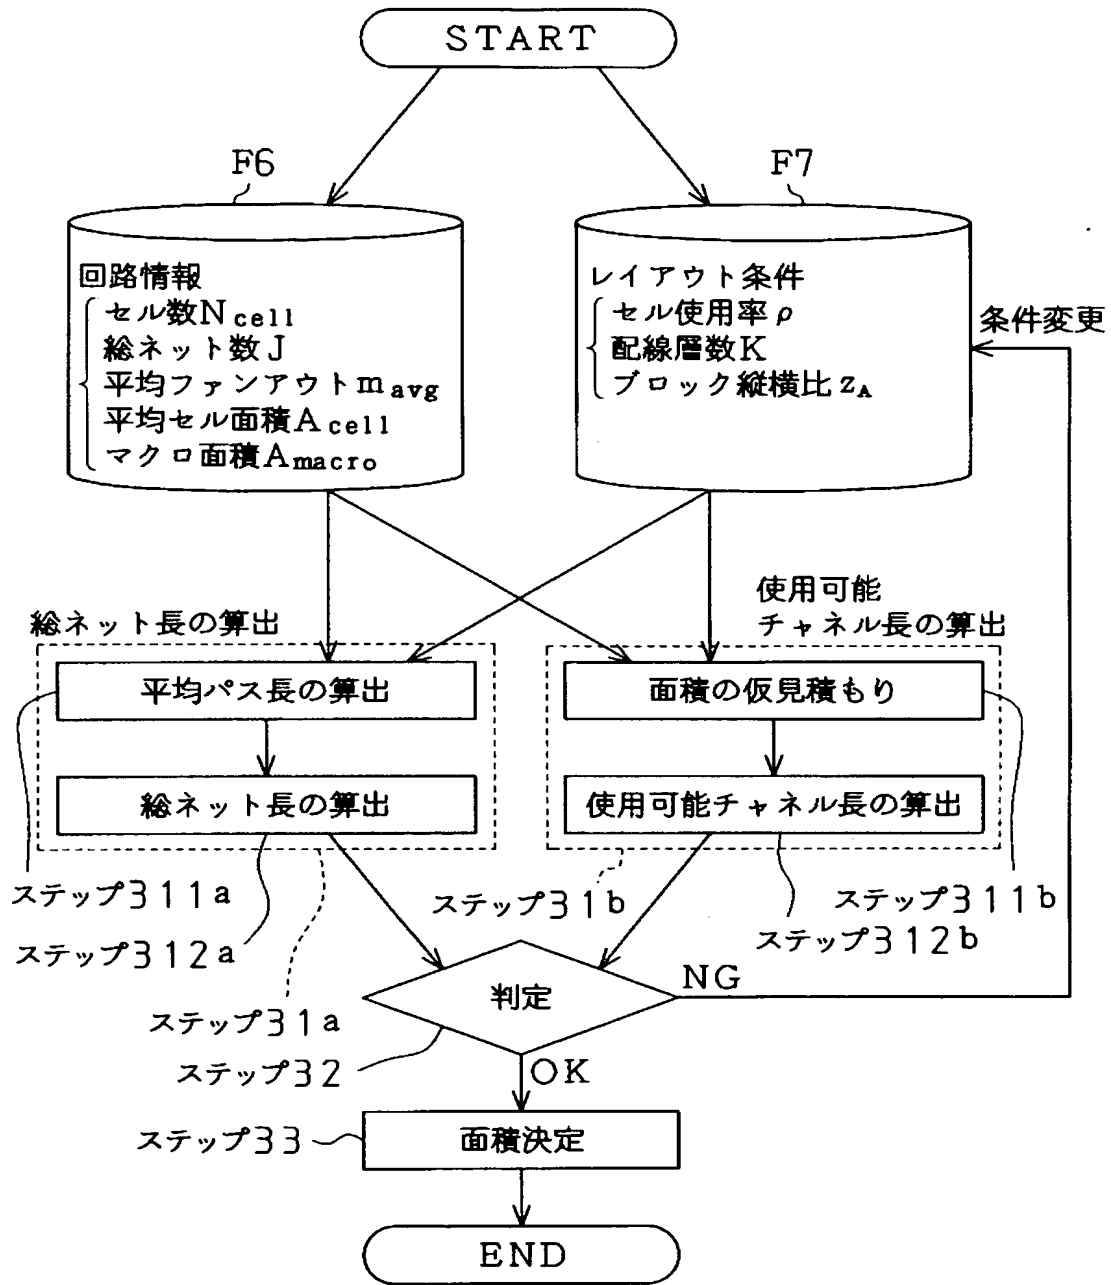 START
F6
F7
回路情報
セル数Ncell
総ネット数J
平均ファンアウトmavg
平均セル面積Acell
マクロ面積Amacro
レイアウト条件
セル使用率ρ
配線層数K
ブロック縦横比zA
条件変更
総ネット長の算出
使用可能
チャネル長の算出
平均パス長の算出
面積の仮見積もり
総ネット長の算出
使用可能チャネル長の算出
ステップ311a
ステップ31b
ステップ311b
ステップ312a
ステップ312b
判定
NG
ステップ31a
ステップ32
OK
ステップ33
面積決定
END